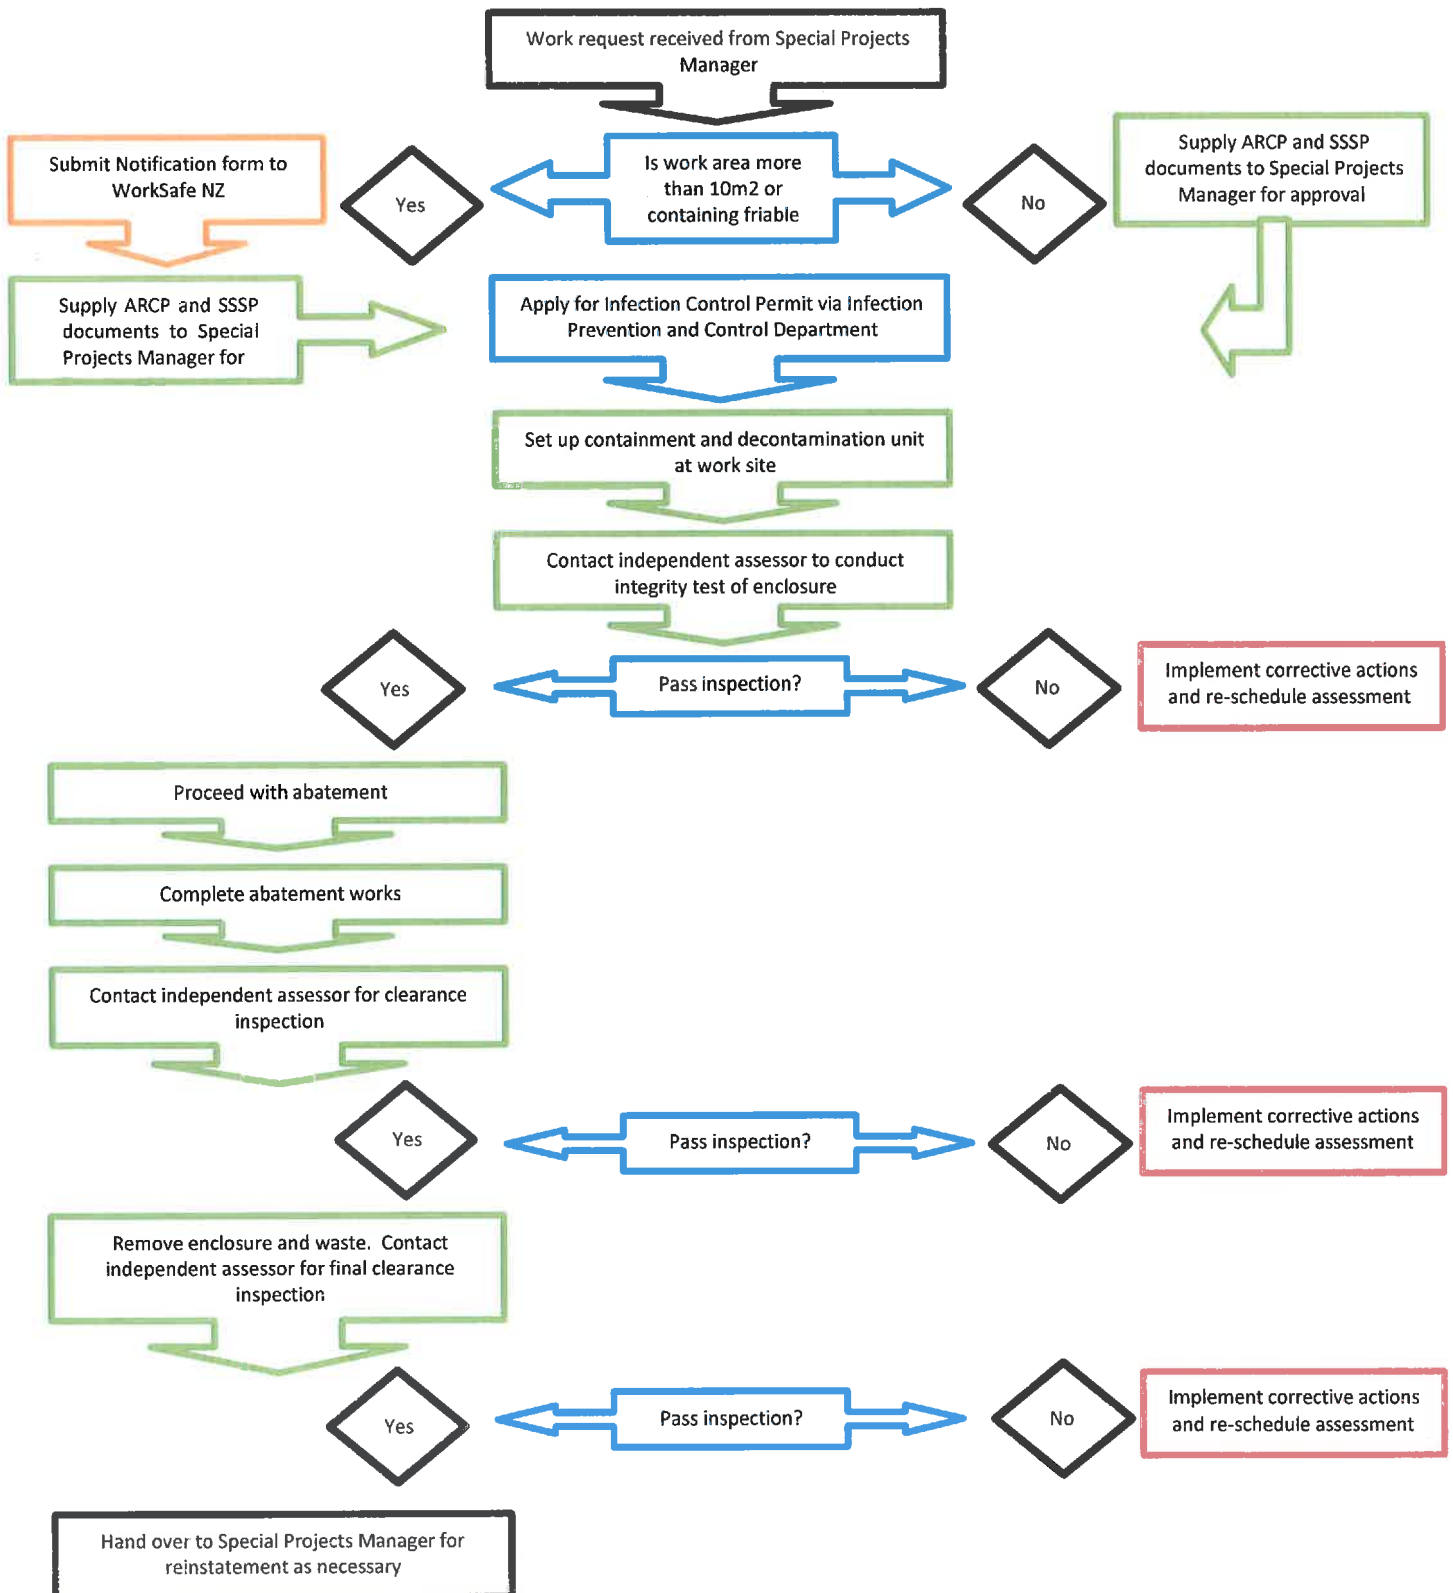 Work request received from Special Projects
Manager
Submit Notification form to
WorkSafe NZ
Yes
Is work area more
than 10m2 or
containing friable
No
Supply ARCP and SSSP
documents to Special Projects
Manager for approval
Supply ARCP and SSSP
documents to Special
Projects Manager for
Apply for Infection Control Permit via Infection
Prevention and Control Department
Set up containment and decontamination unit
at work site
Contact independent assessor to conduct
integrity test of enclosure
Yes
Pass inspection?
No
Implement corrective actions
and re-schedule assessment
Proceed with abatement
Complete abatement works
Contact independent assessor for clearance
inspection
Yes
Pass inspection?
No
Implement corrective actions
and re-schedule assessment
Remove enclosure and waste. Contact
independent assessor for final clearance
inspection
Yes
Pass inspection?
No
Implement corrective actions
and re-schedule assessment
Hand over to Special Projects Manager for
reinstatement as necessary